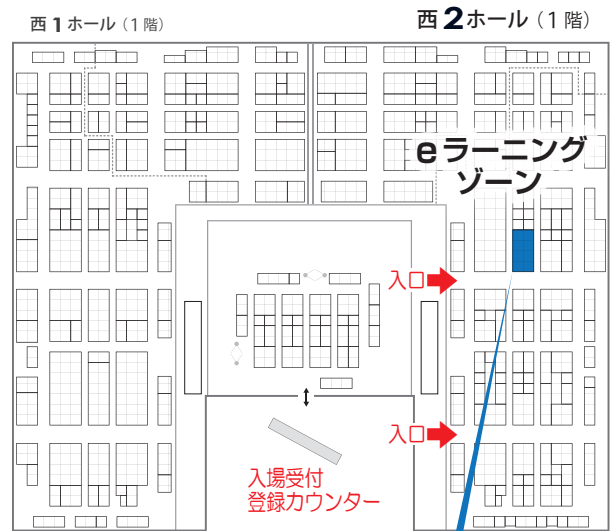 西1ホール（1階）
西2ホール（1階）
eラーニング
ゾーン
入口
入口
入場受付
登録カウンター